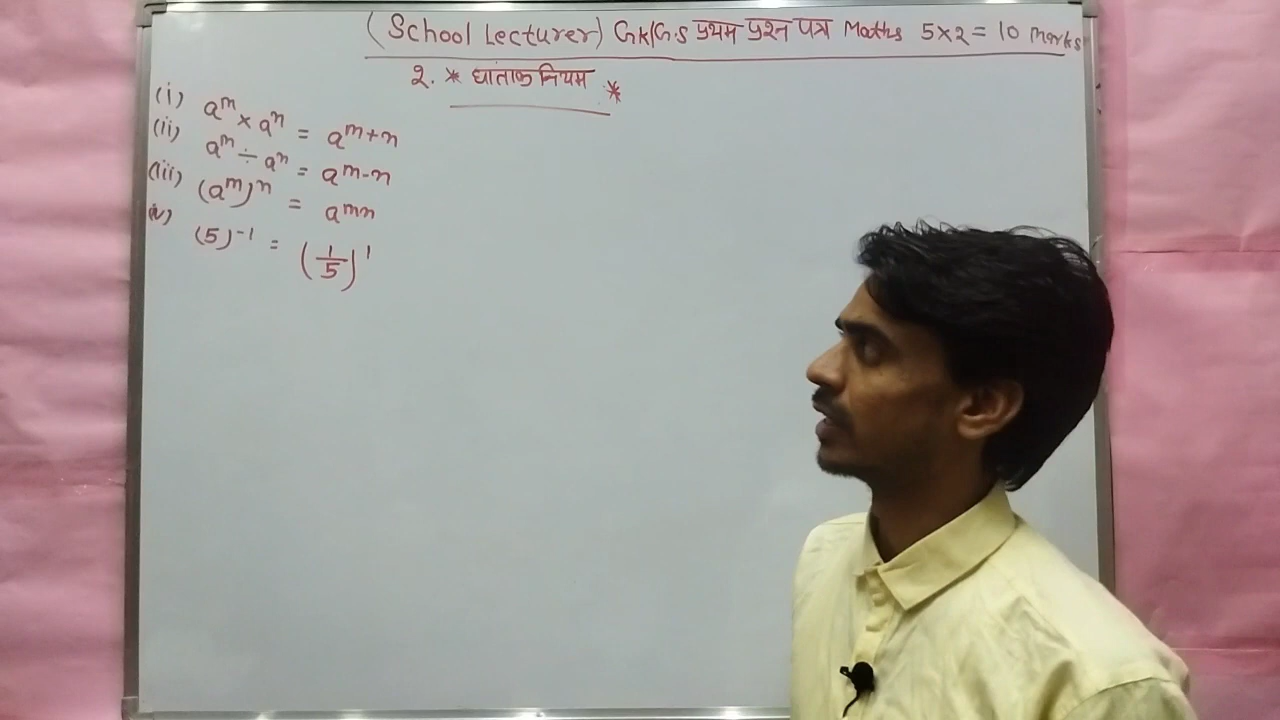 (School Lecturer) GK/G.S प्रथम प्रश्न पत्र Maths 5×2 = 10 Marks
2. * घांताक नियम *
(i) aᵐ × aⁿ = aᵐ⁺ⁿ
(ii) aᵐ ÷ aⁿ = aᵐ⁻ⁿ
(iii) (aᵐ)ⁿ = aᵐⁿ
iv) (5)⁻¹ = (1/5)¹